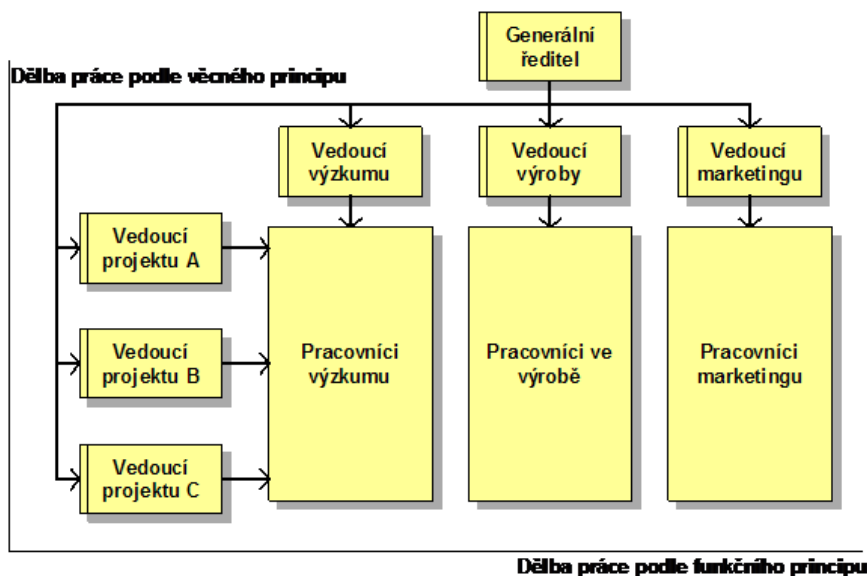 Generální
ředitel
Dělba práce podle věcného principu
Vedoucí
výzkumu
Vedoucí
výroby
Vedoucí
marketingu
Vedoucí
projektu A
Vedoucí
projektu B
Vedoucí
projektu C
Pracovníci
výzkumu
Pracovníci ve
výrobě
Pracovníci
marketingu
Dělba práce podle funkčního principu